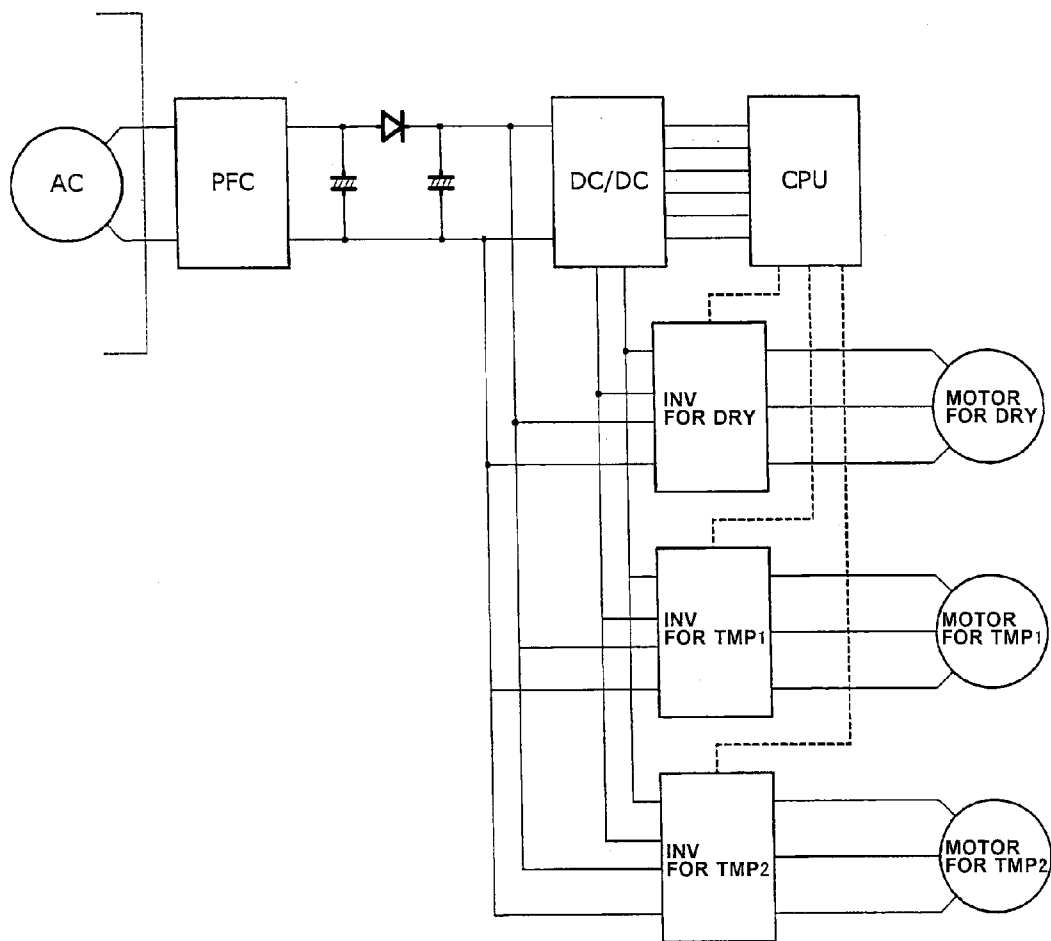 AC
PFC
DC/DC
CPU
INV
FOR DRY
MOTOR
FOR DRY
INV
FOR TMP1
MOTOR
FOR TMP1
INV
FOR TMP2
MOTOR
FOR TMP2